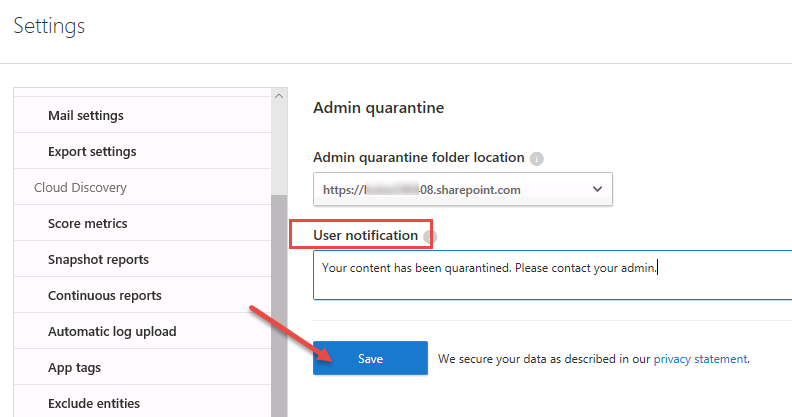 Settings
Mail settings
Export settings
Cloud Discovery
Score metrics
Snapshot reports
Continuous reports
Automatic log upload
App tags
Exclude entities
Admin quarantine
Admin quarantine folder location
https:// 08.sharepoint.com
User notification
Your content has been quarantined. Please contact your admin.
Save
We secure your data as described in our privacy statement.